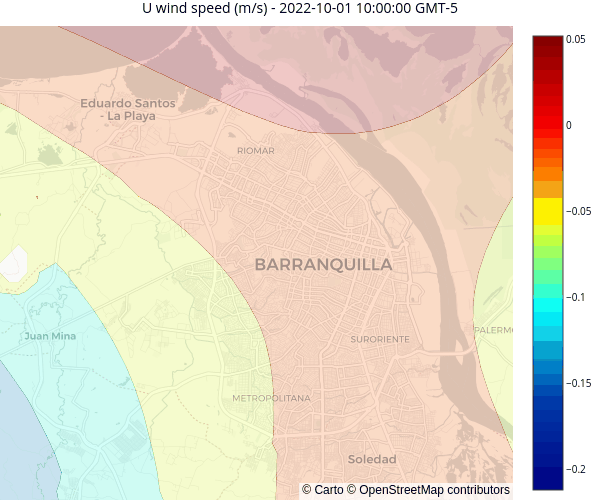 U wind speed (m/s) - 2022-10-01 10:00:00 GMT-5
0.05
Eduardo Santos
- La Playa
0
RIOMAR
−0.05
BARRANQUILLA
−0.1
PALERMO
Juan Mina
SURORIENTE
−0.15
METROPOLITANA
Soledad
−0.2
© Carto © OpenStreetMap contributors